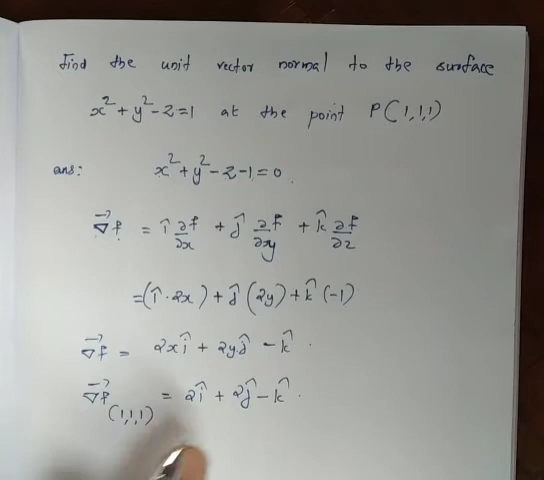 Find the unit vector normal to the surface
x² + y² - z = 1 at the point P(1,1,1)
ans: x² + y² - z - 1 = 0.
∇⃗f = î ∂f/∂x + ĵ ∂f/∂y + k̂ ∂f/∂z
= (î · 2x) + ĵ (2y) + k̂ (-1)
∇⃗f = 2xî + 2yĵ - k̂ .
∇⃗f (1,1,1) = 2î + 2ĵ - k̂ .